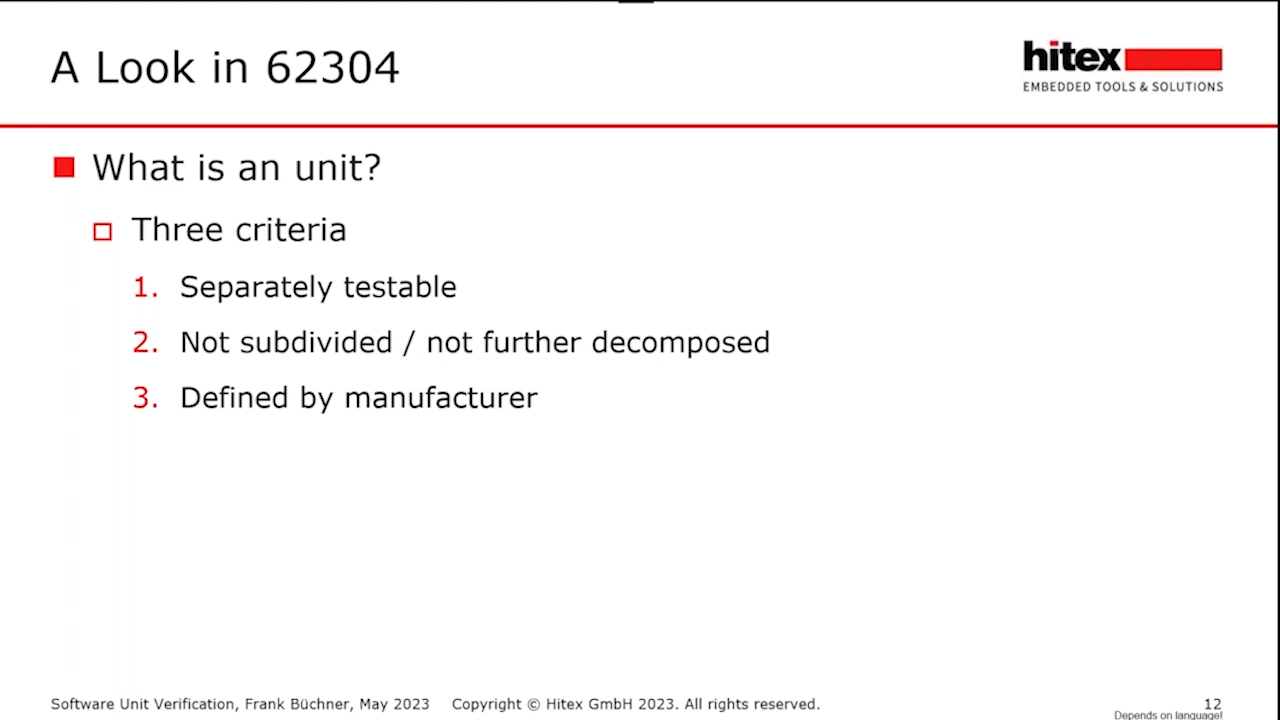 A Look in 62304
hitex
EMBEDDED TOOLS & SOLUTIONS
What is an unit?
Three criteria
1. Separately testable
2. Not subdivided / not further decomposed
3. Defined by manufacturer
Software Unit Verification, Frank Büchner, May 2023 Copyright © Hitex GmbH 2023. All rights reserved. 12
Depends on language!